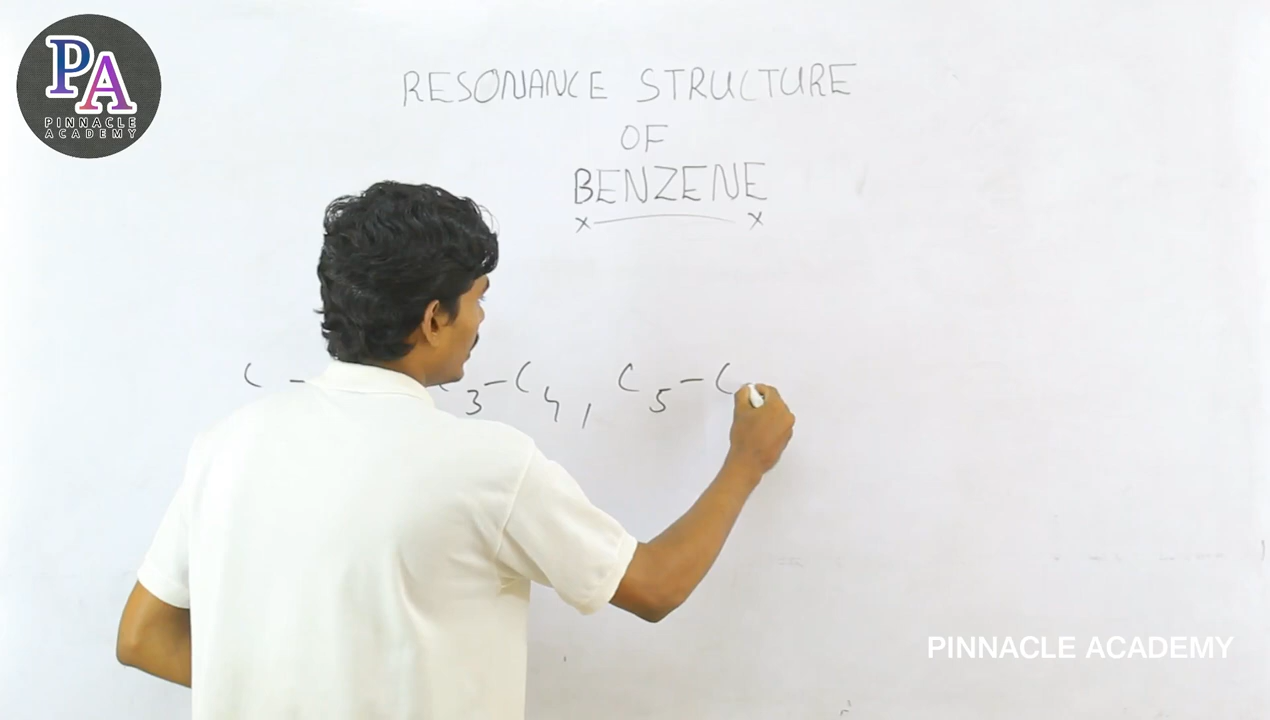 PA
PINNACLE
ACADEMY
RESONANCE STRUCTURE
OF
BENZENE
x x
C - C3-C4, C5-C
PINNACLE ACADEMY